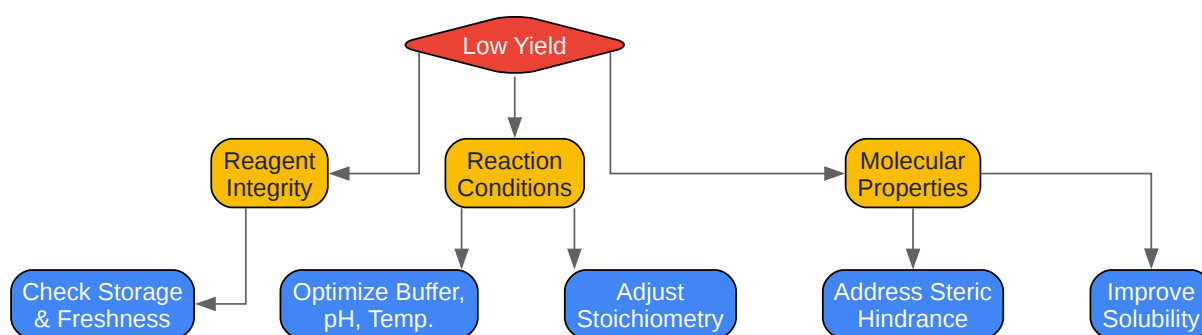 Low Yield
Reagent
Integrity
Reaction
Conditions
Molecular
Properties
Check Storage
& Freshness
Optimize Buffer,
pH, Temp.
Adjust
Stoichiometry
Address Steric
Hindrance
Improve
Solubility